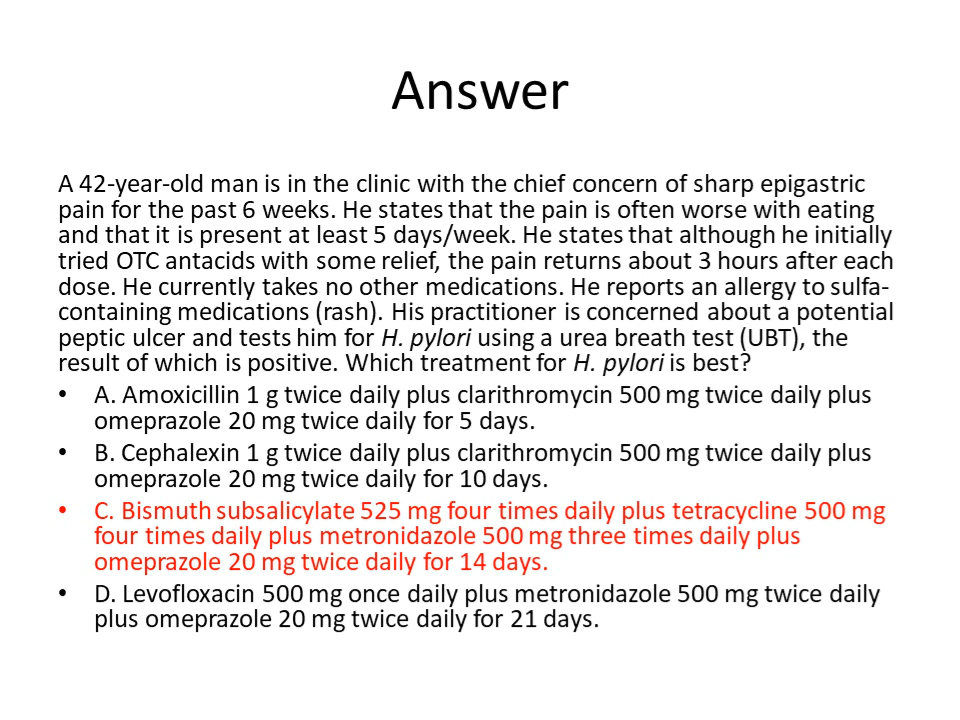 Answer
A 42-year-old man is in the clinic with the chief concern of sharp epigastric
pain for the past 6 weeks. He states that the pain is often worse with eating
and that it is present at least 5 days/week. He states that although he initially
tried OTC antacids with some relief, the pain returns about 3 hours after each
dose. He currently takes no other medications. He reports an allergy to sulfa-
containing medications (rash). His practitioner is concerned about a potential
peptic ulcer and tests him for H. pylori using a urea breath test (UBT), the
result of which is positive. Which treatment for H. pylori is best?
• A. Amoxicillin 1 g twice daily plus clarithromycin 500 mg twice daily plus
omeprazole 20 mg twice daily for 5 days.
• B. Cephalexin 1 g twice daily plus clarithromycin 500 mg twice daily plus
omeprazole 20 mg twice daily for 10 days.
• C. Bismuth subsalicylate 525 mg four times daily plus tetracycline 500 mg
four times daily plus metronidazole 500 mg three times daily plus
omeprazole 20 mg twice daily for 14 days.
• D. Levofloxacin 500 mg once daily plus metronidazole 500 mg twice daily
plus omeprazole 20 mg twice daily for 21 days.